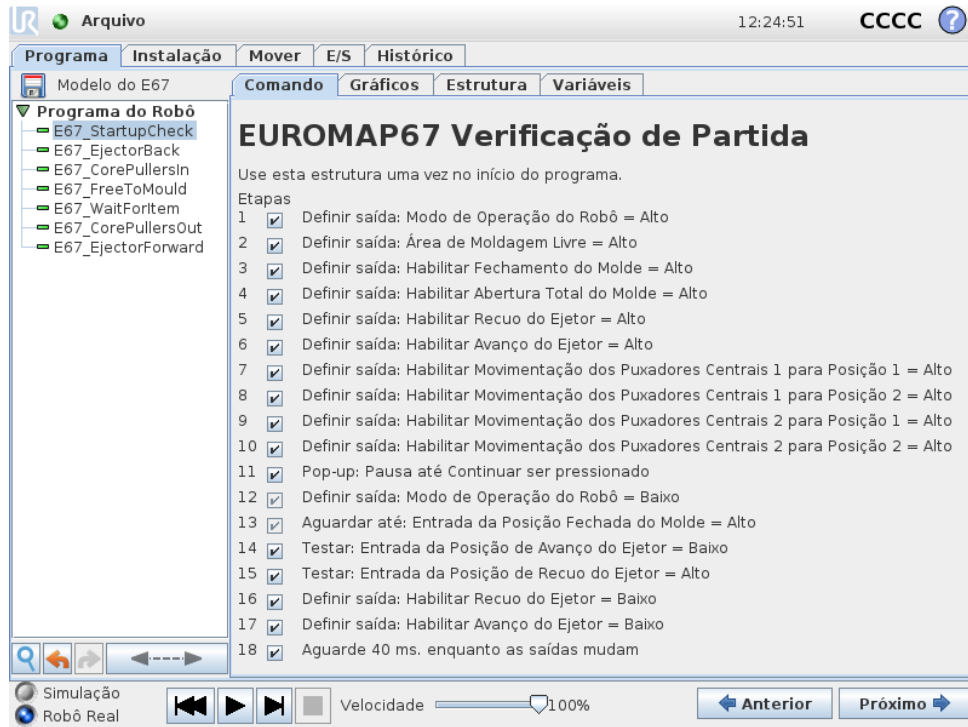 UR Arquivo 12:24:51 CCCC ?
Programa Instalação Mover E/S Histórico
Modelo do E67
Comando Gráficos Estrutura Variáveis
Programa do Robô
E67_StartupCheck
E67_EjectorBack
E67_CorePullersIn
E67_FreeToMould
E67_WaitForItem
E67_CorePullersOut
E67_EjectorForward
EUROMAP67 Verificação de Partida
Use esta estrutura uma vez no início do programa.
Etapas
1 Definir saída: Modo de Operação do Robô = Alto
2 Definir saída: Área de Moldagem Livre = Alto
3 Definir saída: Habilitar Fechamento do Molde = Alto
4 Definir saída: Habilitar Abertura Total do Molde = Alto
5 Definir saída: Habilitar Recuo do Ejetor = Alto
6 Definir saída: Habilitar Avanço do Ejetor = Alto
7 Definir saída: Habilitar Movimentação dos Puxadores Centrais 1 para Posição 1 = Alto
8 Definir saída: Habilitar Movimentação dos Puxadores Centrais 1 para Posição 2 = Alto
9 Definir saída: Habilitar Movimentação dos Puxadores Centrais 2 para Posição 1 = Alto
10 Definir saída: Habilitar Movimentação dos Puxadores Centrais 2 para Posição 2 = Alto
11 Pop-up: Pausa até Continuar ser pressionado
12 Definir saída: Modo de Operação do Robô = Baixo
13 Aguardar até: Entrada da Posição Fechada do Molde = Alto
14 Testar: Entrada da Posição de Avanço do Ejetor = Baixo
15 Testar: Entrada da Posição de Recuo do Ejetor = Alto
16 Definir saída: Habilitar Recuo do Ejetor = Baixo
17 Definir saída: Habilitar Avanço do Ejetor = Baixo
18 Aguarde 40 ms. enquanto as saídas mudam
Simulação
Robô Real
Velocidade 100%
Anterior
Próximo